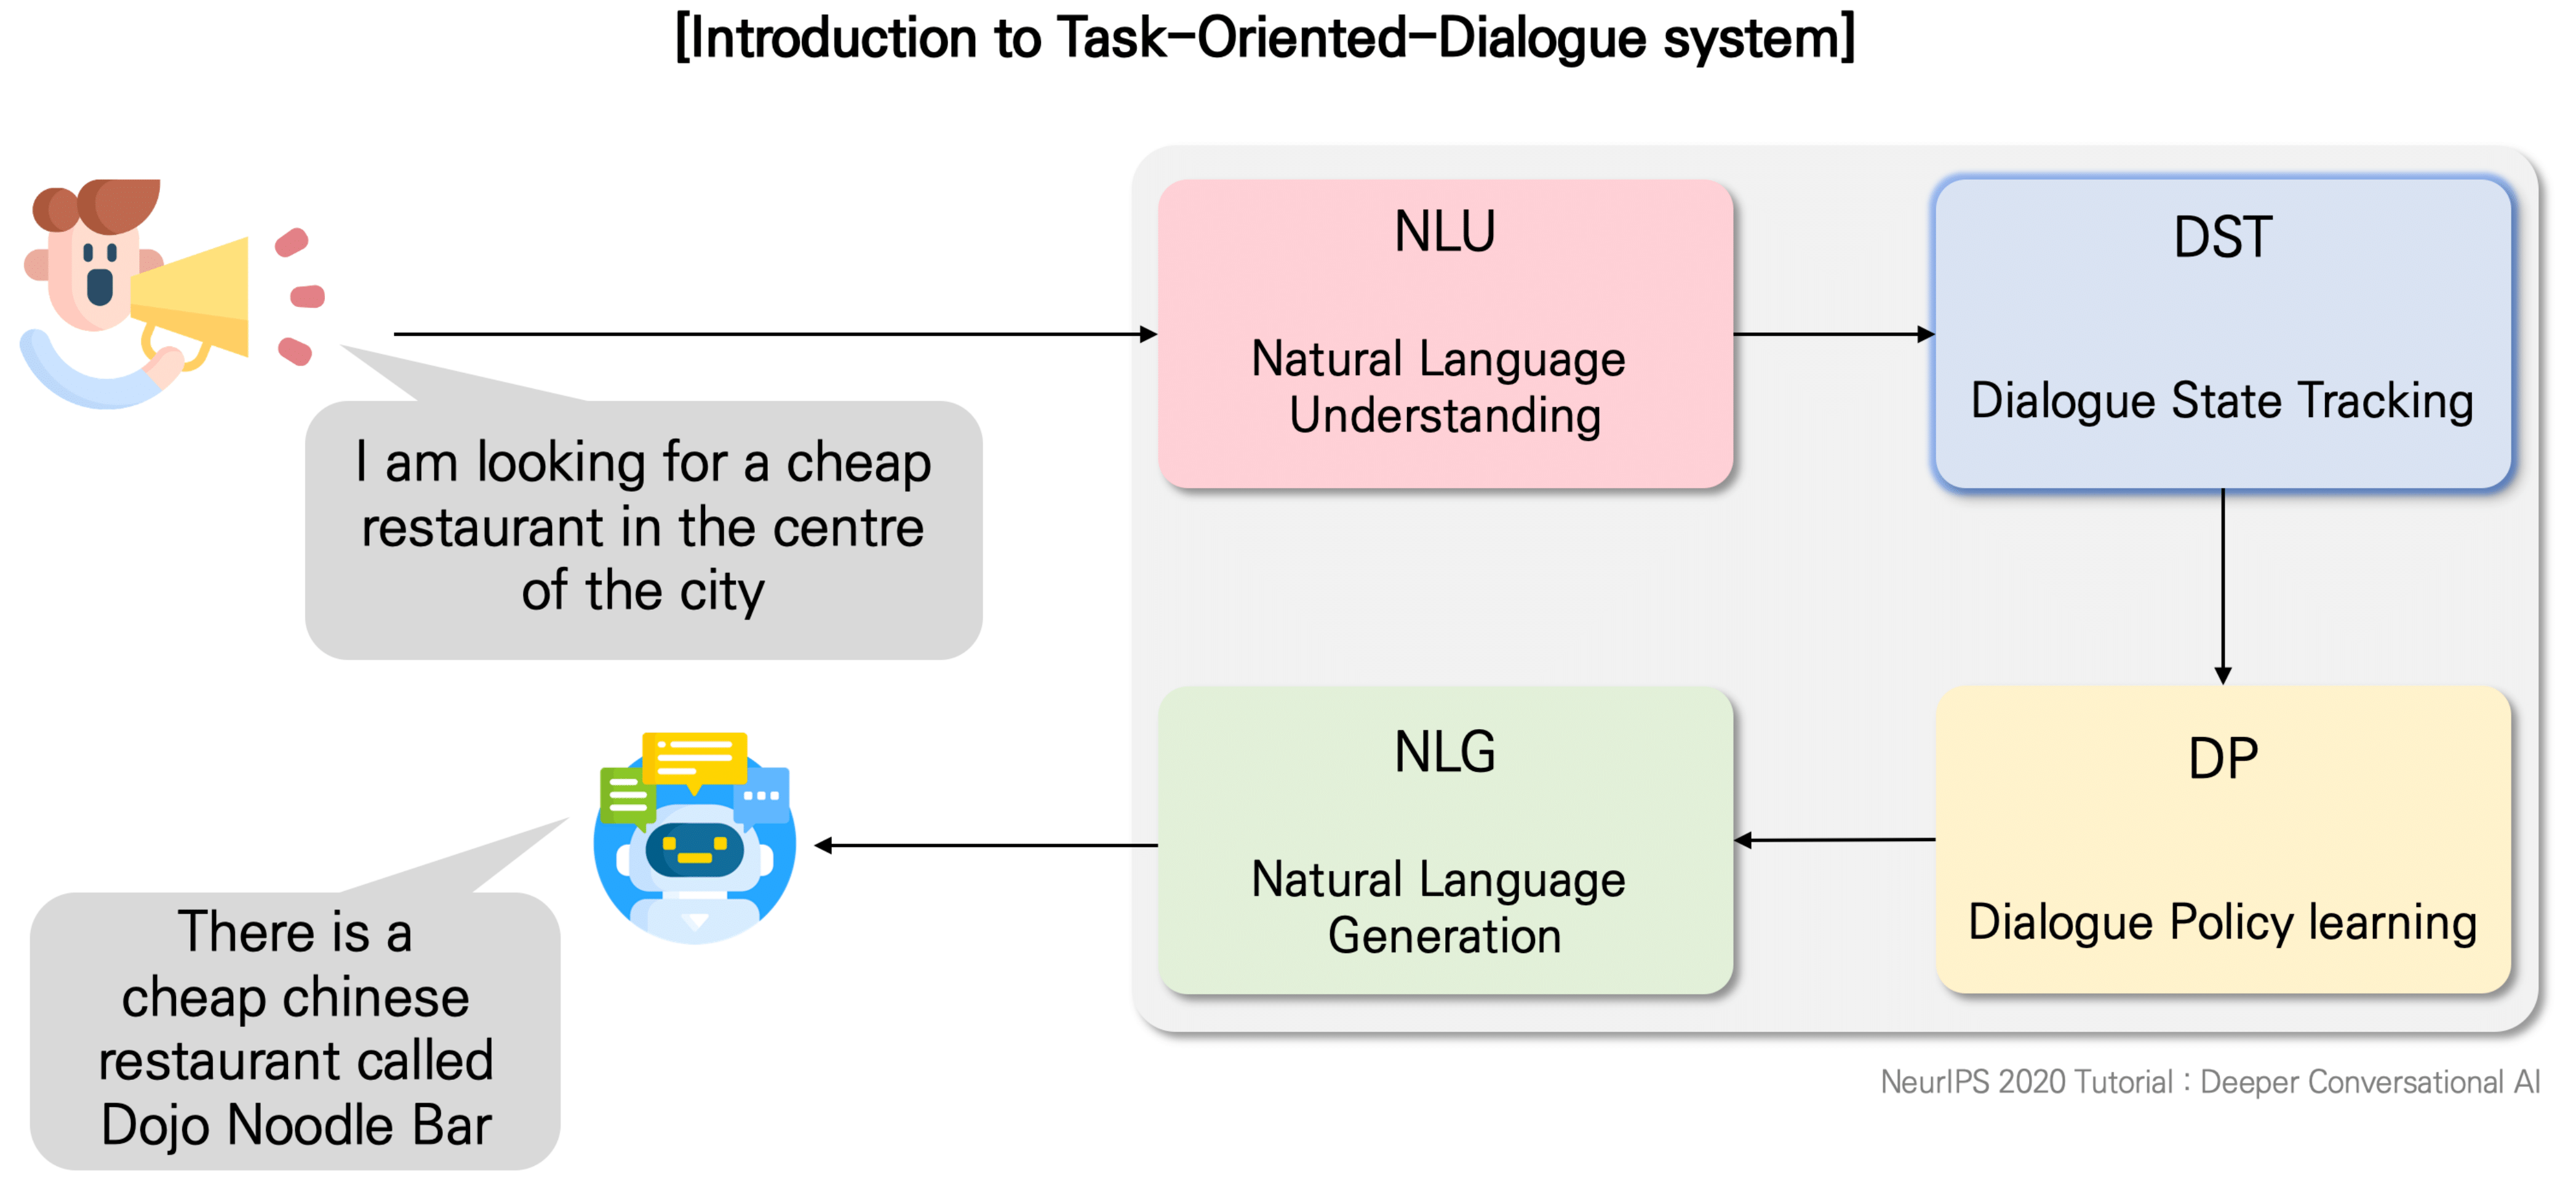 [Introduction to Task-Oriented-Dialogue system]
I am looking for a cheap
restaurant in the centre
of the city
NLU
Natural Language
Understanding
DST
Dialogue State Tracking
DP
Dialogue Policy learning
NLG
Natural Language
Generation
There is a
cheap chinese
restaurant called
Dojo Noodle Bar
NeurIPS 2020 Tutorial : Deeper Conversational AI